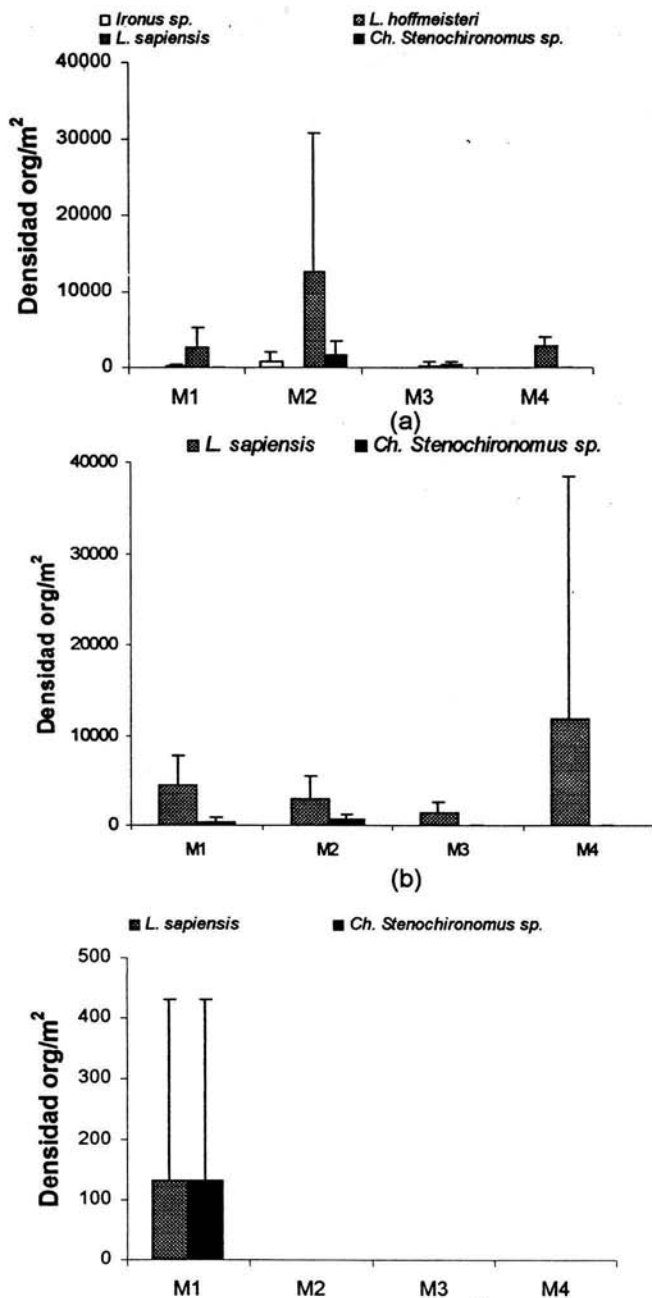 Ironus sp. L. hoffmeisteri
L. sapiensis Ch. Stenochironomus sp.
Densidad org/m²
40000
30000
20000
10000
0
M1 M2 M3 M4
(a)
L. sapiensis Ch. Stenochironomus sp.
Densidad org/m²
40000
30000
20000
10000
0
M1 M2 M3 M4
(b)
L. sapiensis Ch. Stenochironomus sp.
Densidad org/m²
500
400
300
200
100
0
M1 M2 M3 M4